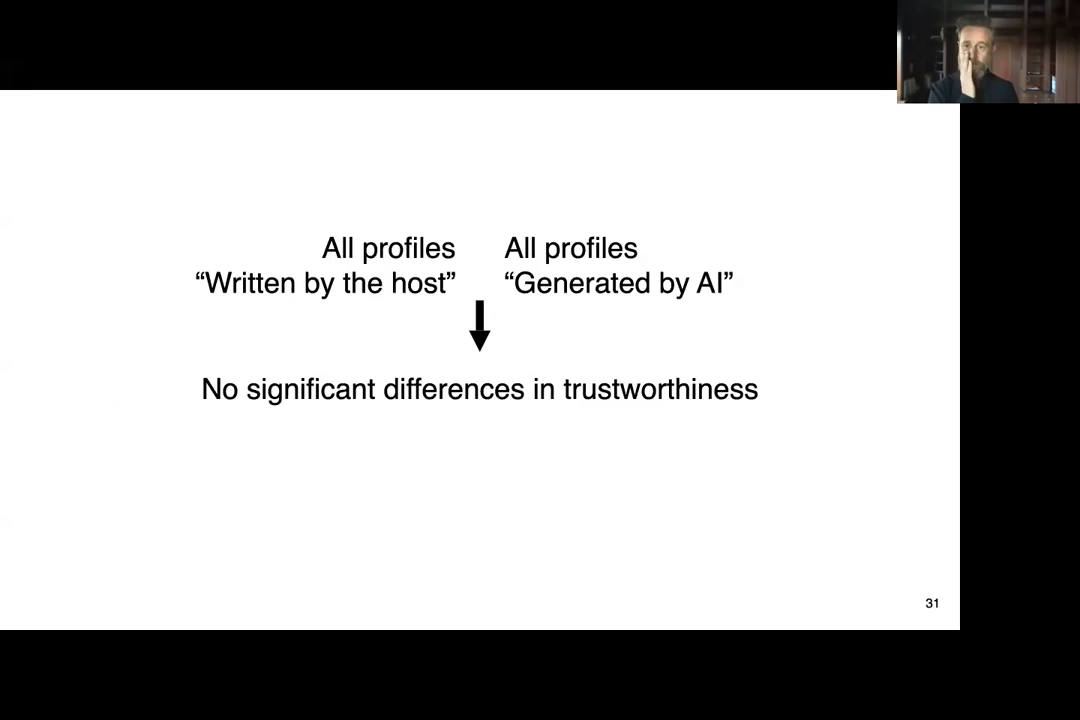 All profiles
“Written by the host”
All profiles
“Generated by AI”
No significant differences in trustworthiness
31